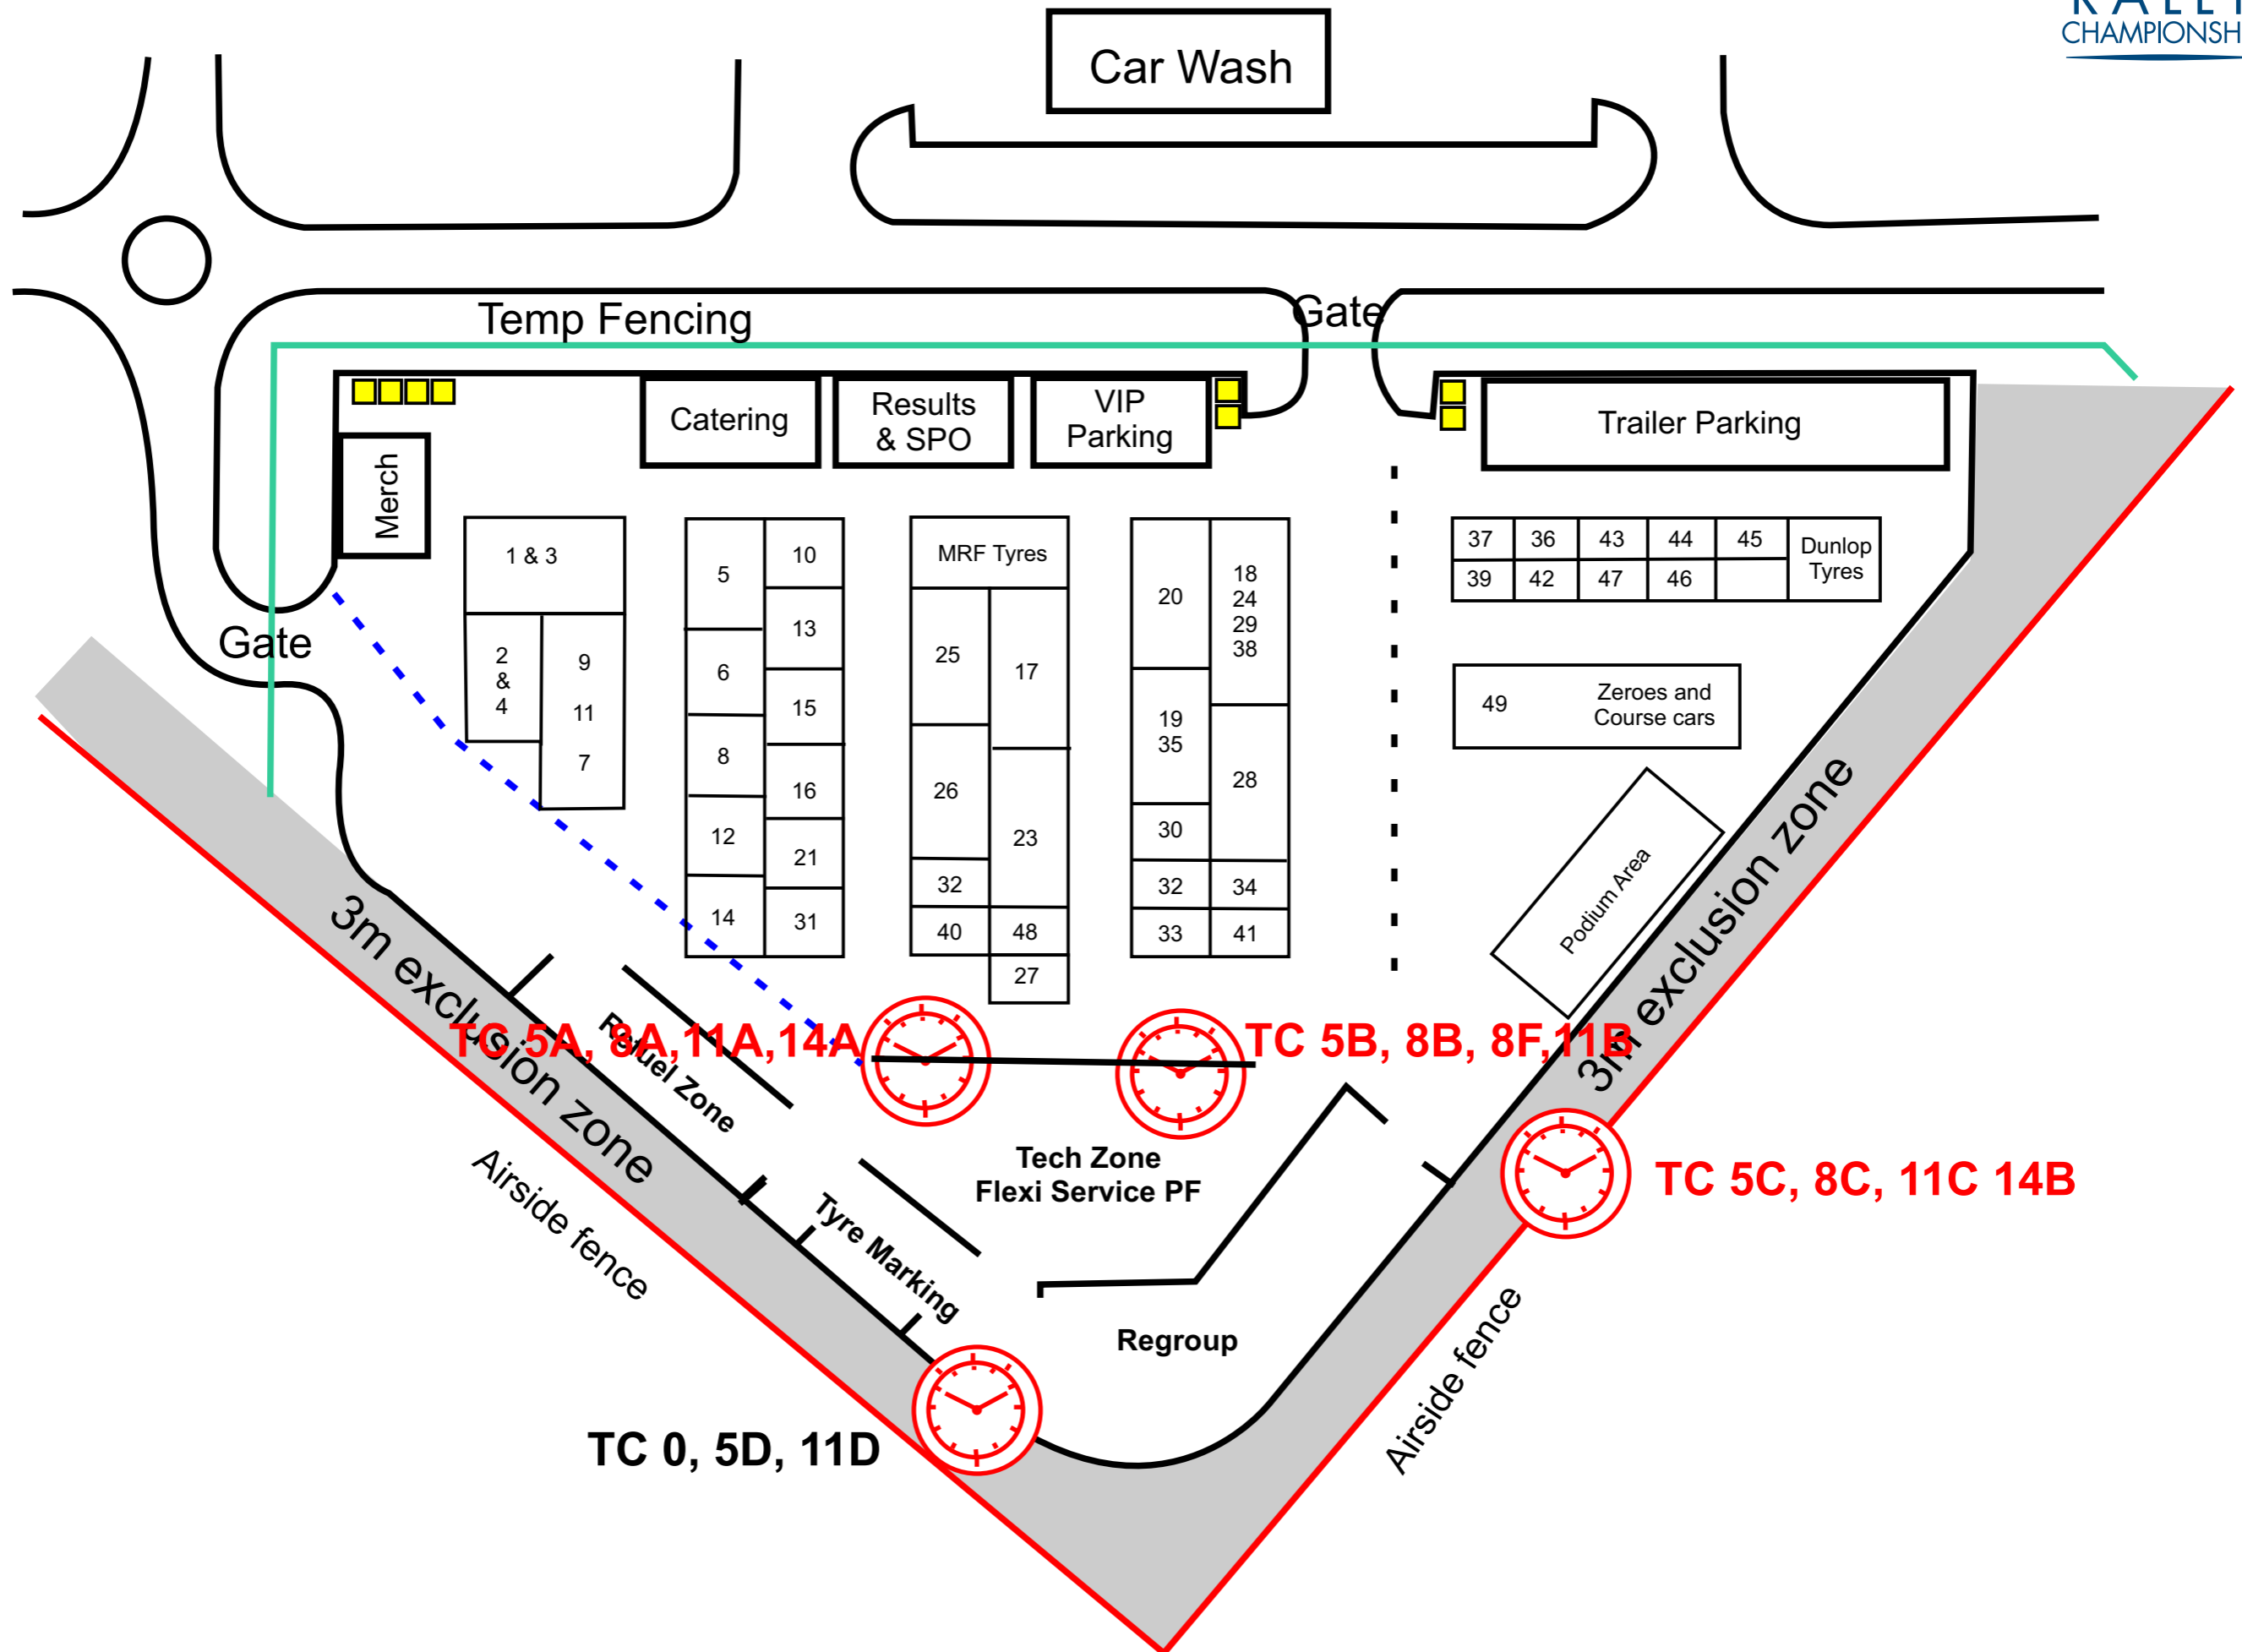 CHAMPIONSH
Car Wash
Temp Fencing
Gate
Catering
Results
& SPO
VIP
Parking
Trailer Parking
Merch
1 & 3
2
&
4
9
11
7
5
6
8
12
14
10
13
15
16
21
31
MRF Tyres
25
26
32
40
17
23
48
27
20
19
35
30
32
33
18
24
29
38
28
34
41
37
36
43
44
45
39
42
47
46
Dunlop
Tyres
49
Zeroes and
Course cars
Podium Area
Gate
3m exclusion zone
3m exclusion zone
TC 5A, 8A,11A,14A
TC 5B, 8B, 8F,11B
Refuel Zone
Airside fence
Tech Zone
Flexi Service PF
TC 5C, 8C, 11C 14B
Tyre Marking
Regroup
Airside fence
TC 0, 5D, 11D